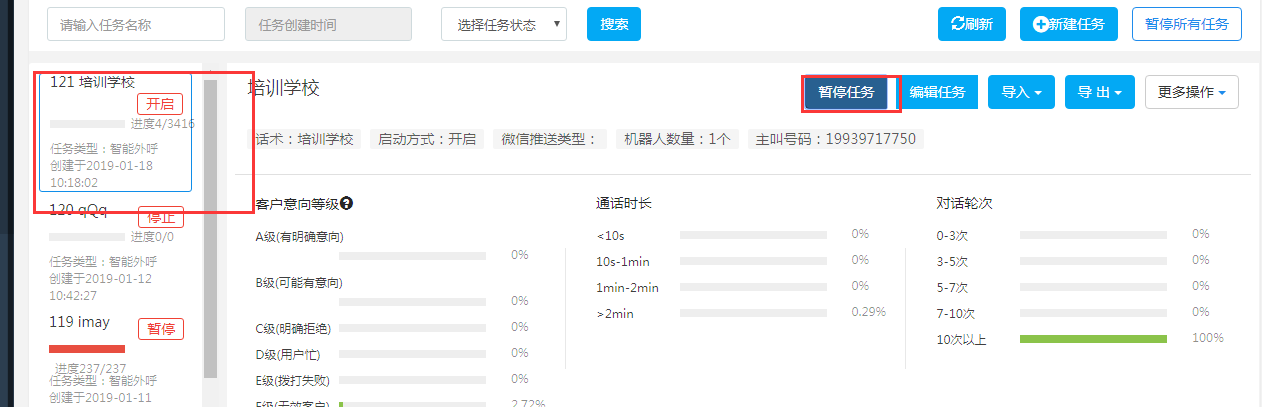 请输入任务名称 任务创建时间 选择任务状态 搜索 刷新 新建任务 暂停所有任务
121 培训学校
开启
进度4/3416
任务类型：智能外呼
创建于2019-01-18
10:18:02
120 qQq
停止
进度0/0
任务类型：智能外呼
创建于2019-01-12
10:42:27
119 imay
暂停
进度237/237
任务类型：智能外呼
创建于2019-01-11
培训学校 暂停任务 编辑任务 导入 导出 更多操作
话术：培训学校 启动方式：开启 微信推送类型： 机器人数量：1个 主叫号码：19939717750
客户意向等级
A级(有明确意向)
0%
B级(可能有意向)
0%
C级(明确拒绝) 0%
D级(用户忙) 0%
E级(拨打失败) 0%
F级(无效客户) 2.72%
通话时长
<10s 0%
10s-1min 0%
1min-2min 0%
>2min 0.29%
对话轮次
0-3次 0%
3-5次 0%
5-7次 0%
7-10次 0%
10次以上 100%